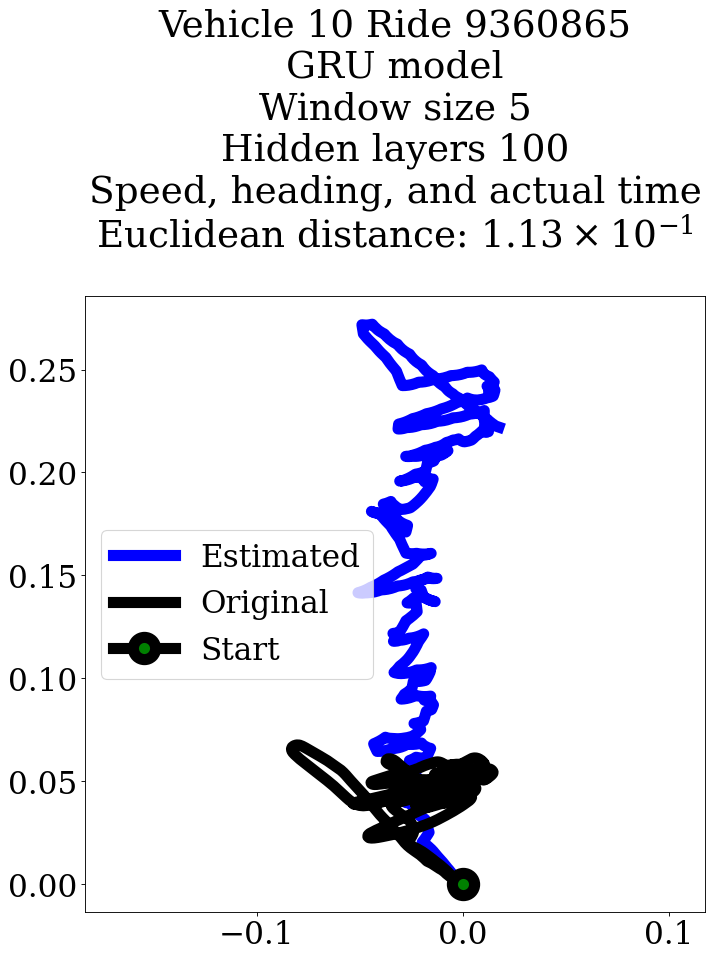 Vehicle 10 Ride 9360865
GRU model
Window size 5
Hidden layers 100
Speed, heading, and actual time
Euclidean distance: 1.13 × 10⁻¹
0.25
0.20
0.15
0.10
0.05
0.00
Estimated
Original
Start
−0.1
0.0
0.1